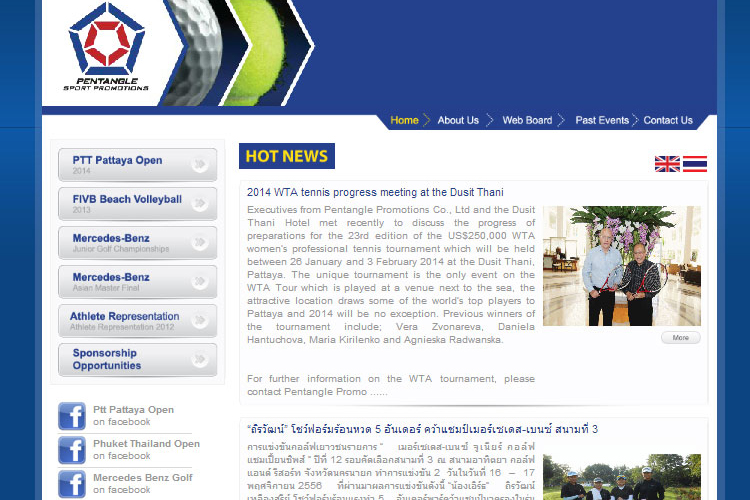 PENTANGLE
SPORT PROMOTIONS
Home
About Us
Web Board
Past Events
Contact Us
PTT Pattaya Open
2014
FIVB Beach Volleyball
2013
Mercedes-Benz
Junior Golf Championships
Mercedes-Benz
Asian Master Final
Athlete Representation
Athlete Representation 2012
Sponsorship
Opportunities
Ptt Pattaya Open
on facebook
Phuket Thailand Open
on facebook
Mercedes Benz Golf
on facebook
HOT NEWS
2014 WTA tennis progress meeting at the Dusit Thani
Executives from Pentangle Promotions Co., Ltd and the Dusit
Thani Hotel met recently to discuss the progress of
preparations for the 23rd edition of the US$250,000 WTA
women's professional tennis tournament which will be held
between 26 January and 3 February 2014 at the Dusit Thani,
Pattaya. The unique tournament is the only event on the
WTA Tour which is played at a venue next to the sea, the
attractive location draws some of the world's top players to
Pattaya and 2014 will be no exception. Previous winners of
the tournament include; Vera Zvonareva, Daniela
Hantuchova, Maria Kirilenko and Agnieska Radwanska.
For further information on the WTA tournament, please
contact Pentangle Promo ......
More
"ถิรวัฒน์" โชว์ฟอร์มร้อนหวด 5 อันเดอร์ คว้าแชมป์เมอร์เซเดส-เบนซ์ สนามที่ 3
การแข่งขันกอล์ฟเยาวชนรายการ " เมอร์เซเดส-เบนซ์ จูเนียร์ กอล์ฟ
แชมเปี้ยนชิพส์ " ปีที่ 12 รอบคัดเลือกสนามที่ 3 ณ สนามอาทิตยา กอล์ฟ
แอนด์ รีสอร์ท จังหวัดนครนายก ทำการแข่งขัน 2 วันในวันที่ 16 – 17
พฤศจิกายน 2556 ที่ผ่านมาผลการแข่งขันดังนี้ "น้องเอิร์ธ" ถิรวัฒน์